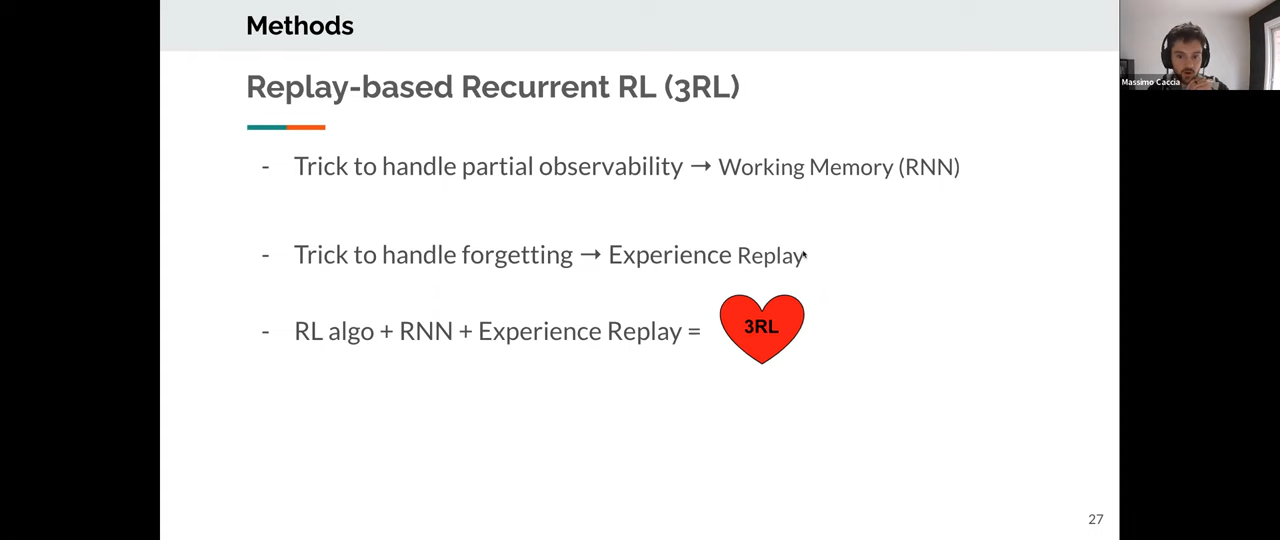 Methods
Massimo Caccia
Replay-based Recurrent RL (3RL)
- Trick to handle partial observability → Working Memory (RNN)
- Trick to handle forgetting → Experience Replay
- RL algo + RNN + Experience Replay = 3RL
27